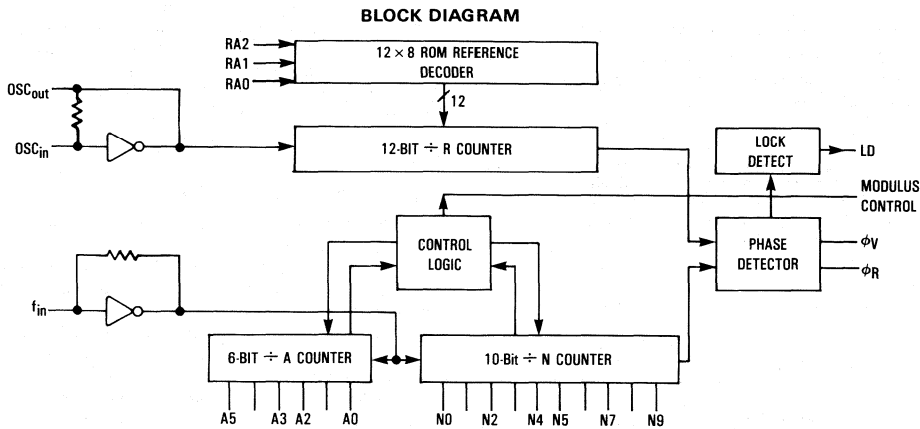 BLOCK DIAGRAM
RA2
RA1
RA0
12 × 8 ROM REFERENCE
DECODER
12
OSCout
OSCin
12-BIT ÷ R COUNTER
LOCK
DETECT
LD
MODULUS
CONTROL
CONTROL
LOGIC
PHASE
DETECTOR
ϕV
ϕR
fin
6-BIT ÷ A COUNTER
10-Bit ÷ N COUNTER
A5 A3 A2 A0 N0 N2 N4 N5 N7 N9